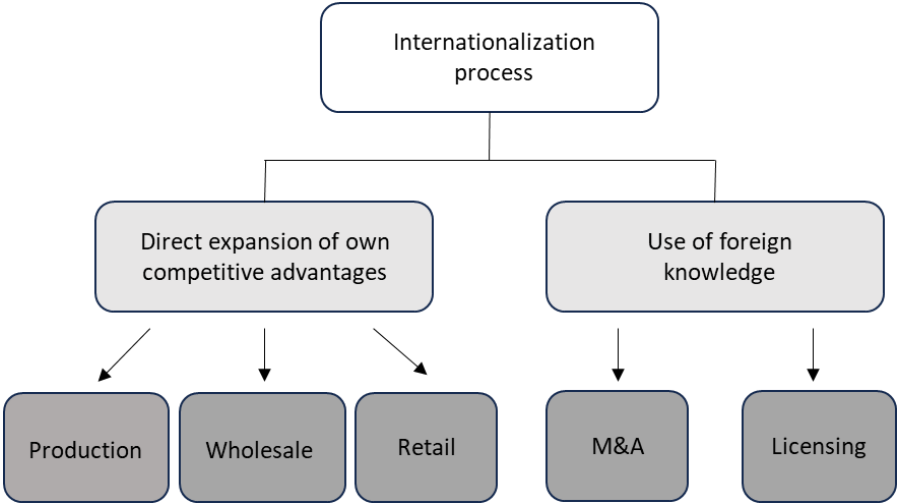 Internationalization
process
Direct expansion of own
competitive advantages
Use of foreign
knowledge
Production
Wholesale
Retail
M&A
Licensing